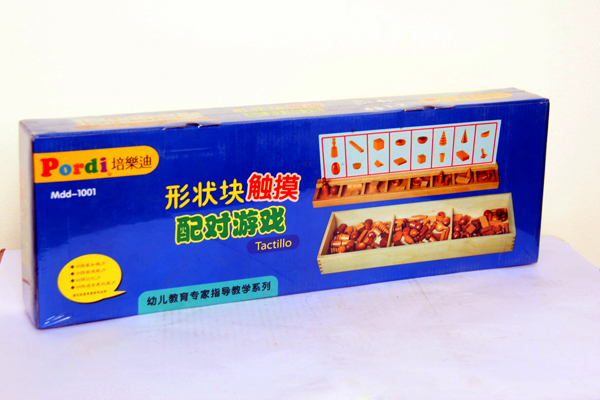 Pordi 培樂迪
Mdd-1001
形状块触摸
配对游戏
Tactillo
幼儿教育专家指导教学系列